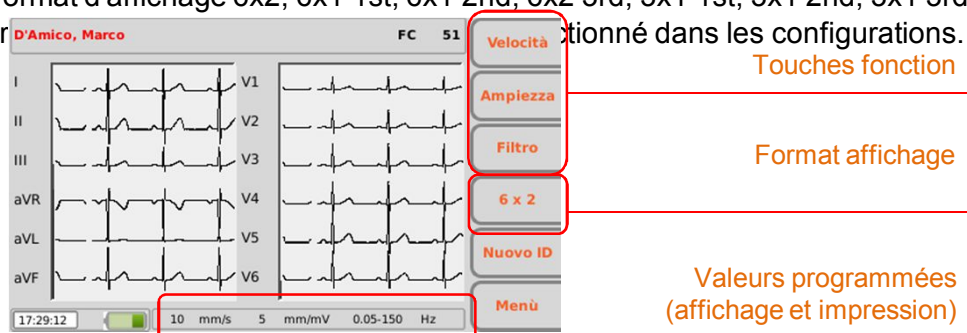 format d'affichage 6x2, 6x1 1st, 6x1 2nd, 6x2 3rd, 3x1 1st, 3x1 2nd, 3x1 3rd
dans les configurations.
D'Amico, Marco FC 51
Velocità
Touches fonction
I V1
Ampiezza
II V2
Filtro
III V3
Format affichage
aVR V4
6 x 2
aVL V5
Nuovo ID
aVF V6
Valeurs programmées
Menù
(affichage et impression)
17:29:12 10 mm/s 5 mm/mV 0.05-150 Hz